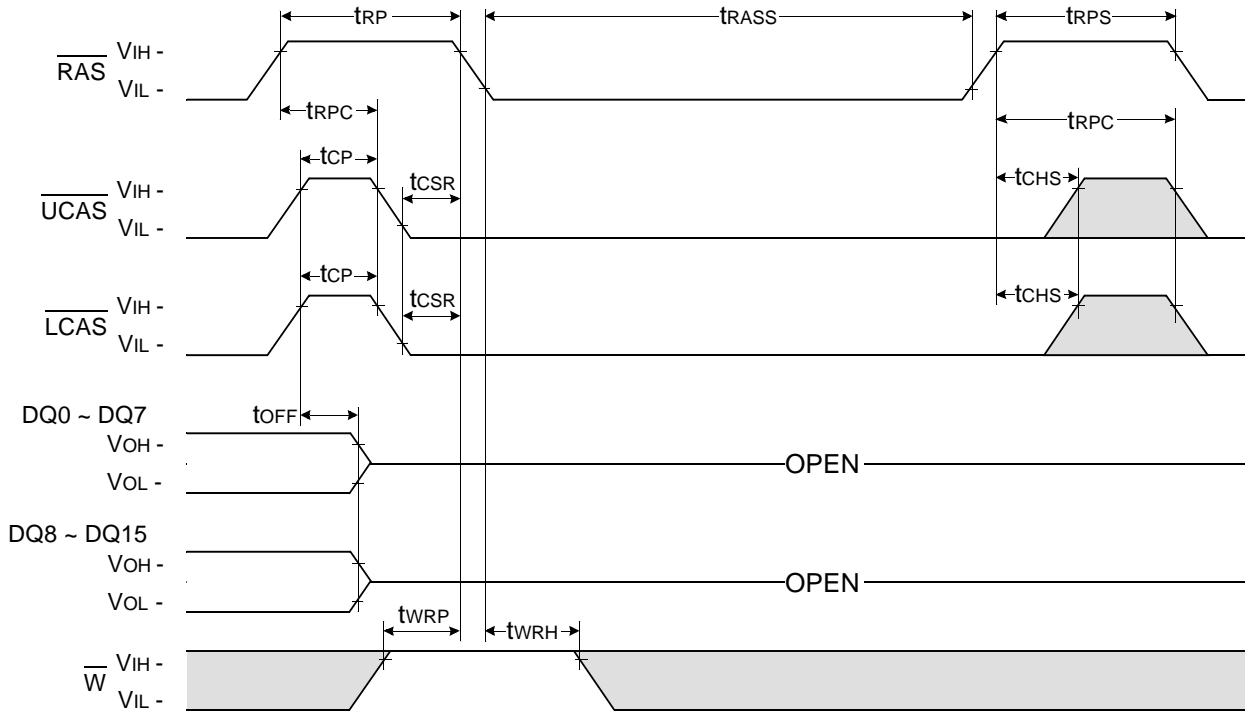 tRP
tRASS
tRPS
RAS
VIH -
VIL -
tRPC
tRPC
tCP
tCSR
tCHS
UCAS
VIH -
VIL -
tCP
tCSR
tCHS
LCAS
VIH -
VIL -
DQ0 ~ DQ7
tOFF
VOH -
VOL -
OPEN
DQ8 ~ DQ15
VOH -
VOL -
OPEN
tWRP
tWRH
W
VIH -
VIL -